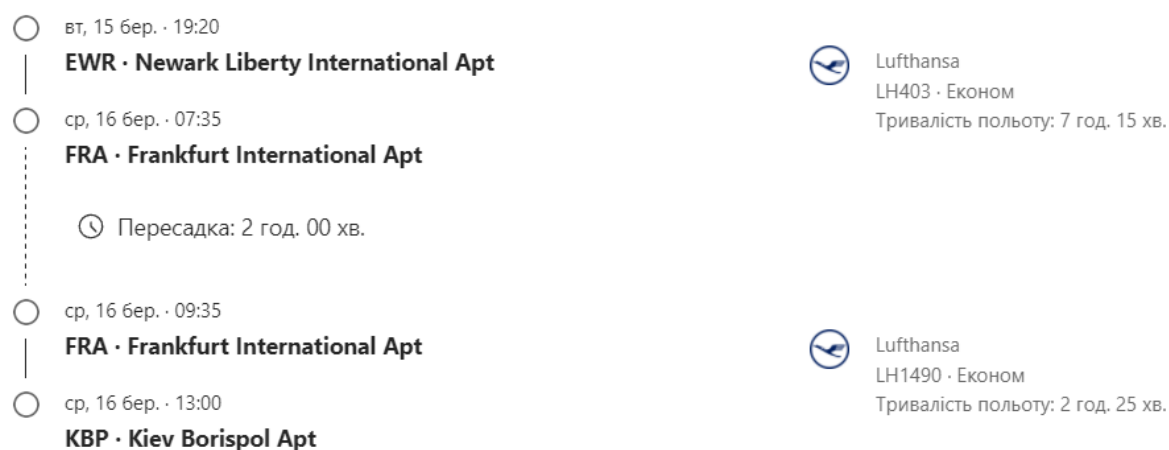 вт, 15 бер. · 19:20
EWR · Newark Liberty International Apt
Lufthansa
LH403 · Економ
Тривалість польоту: 7 год. 15 хв.
ср, 16 бер. · 07:35
FRA · Frankfurt International Apt
Пересадка: 2 год. 00 хв.
ср, 16 бер. · 09:35
FRA · Frankfurt International Apt
Lufthansa
LH1490 · Економ
Тривалість польоту: 2 год. 25 хв.
ср, 16 бер. · 13:00
KBP · Kiev Borispol Apt